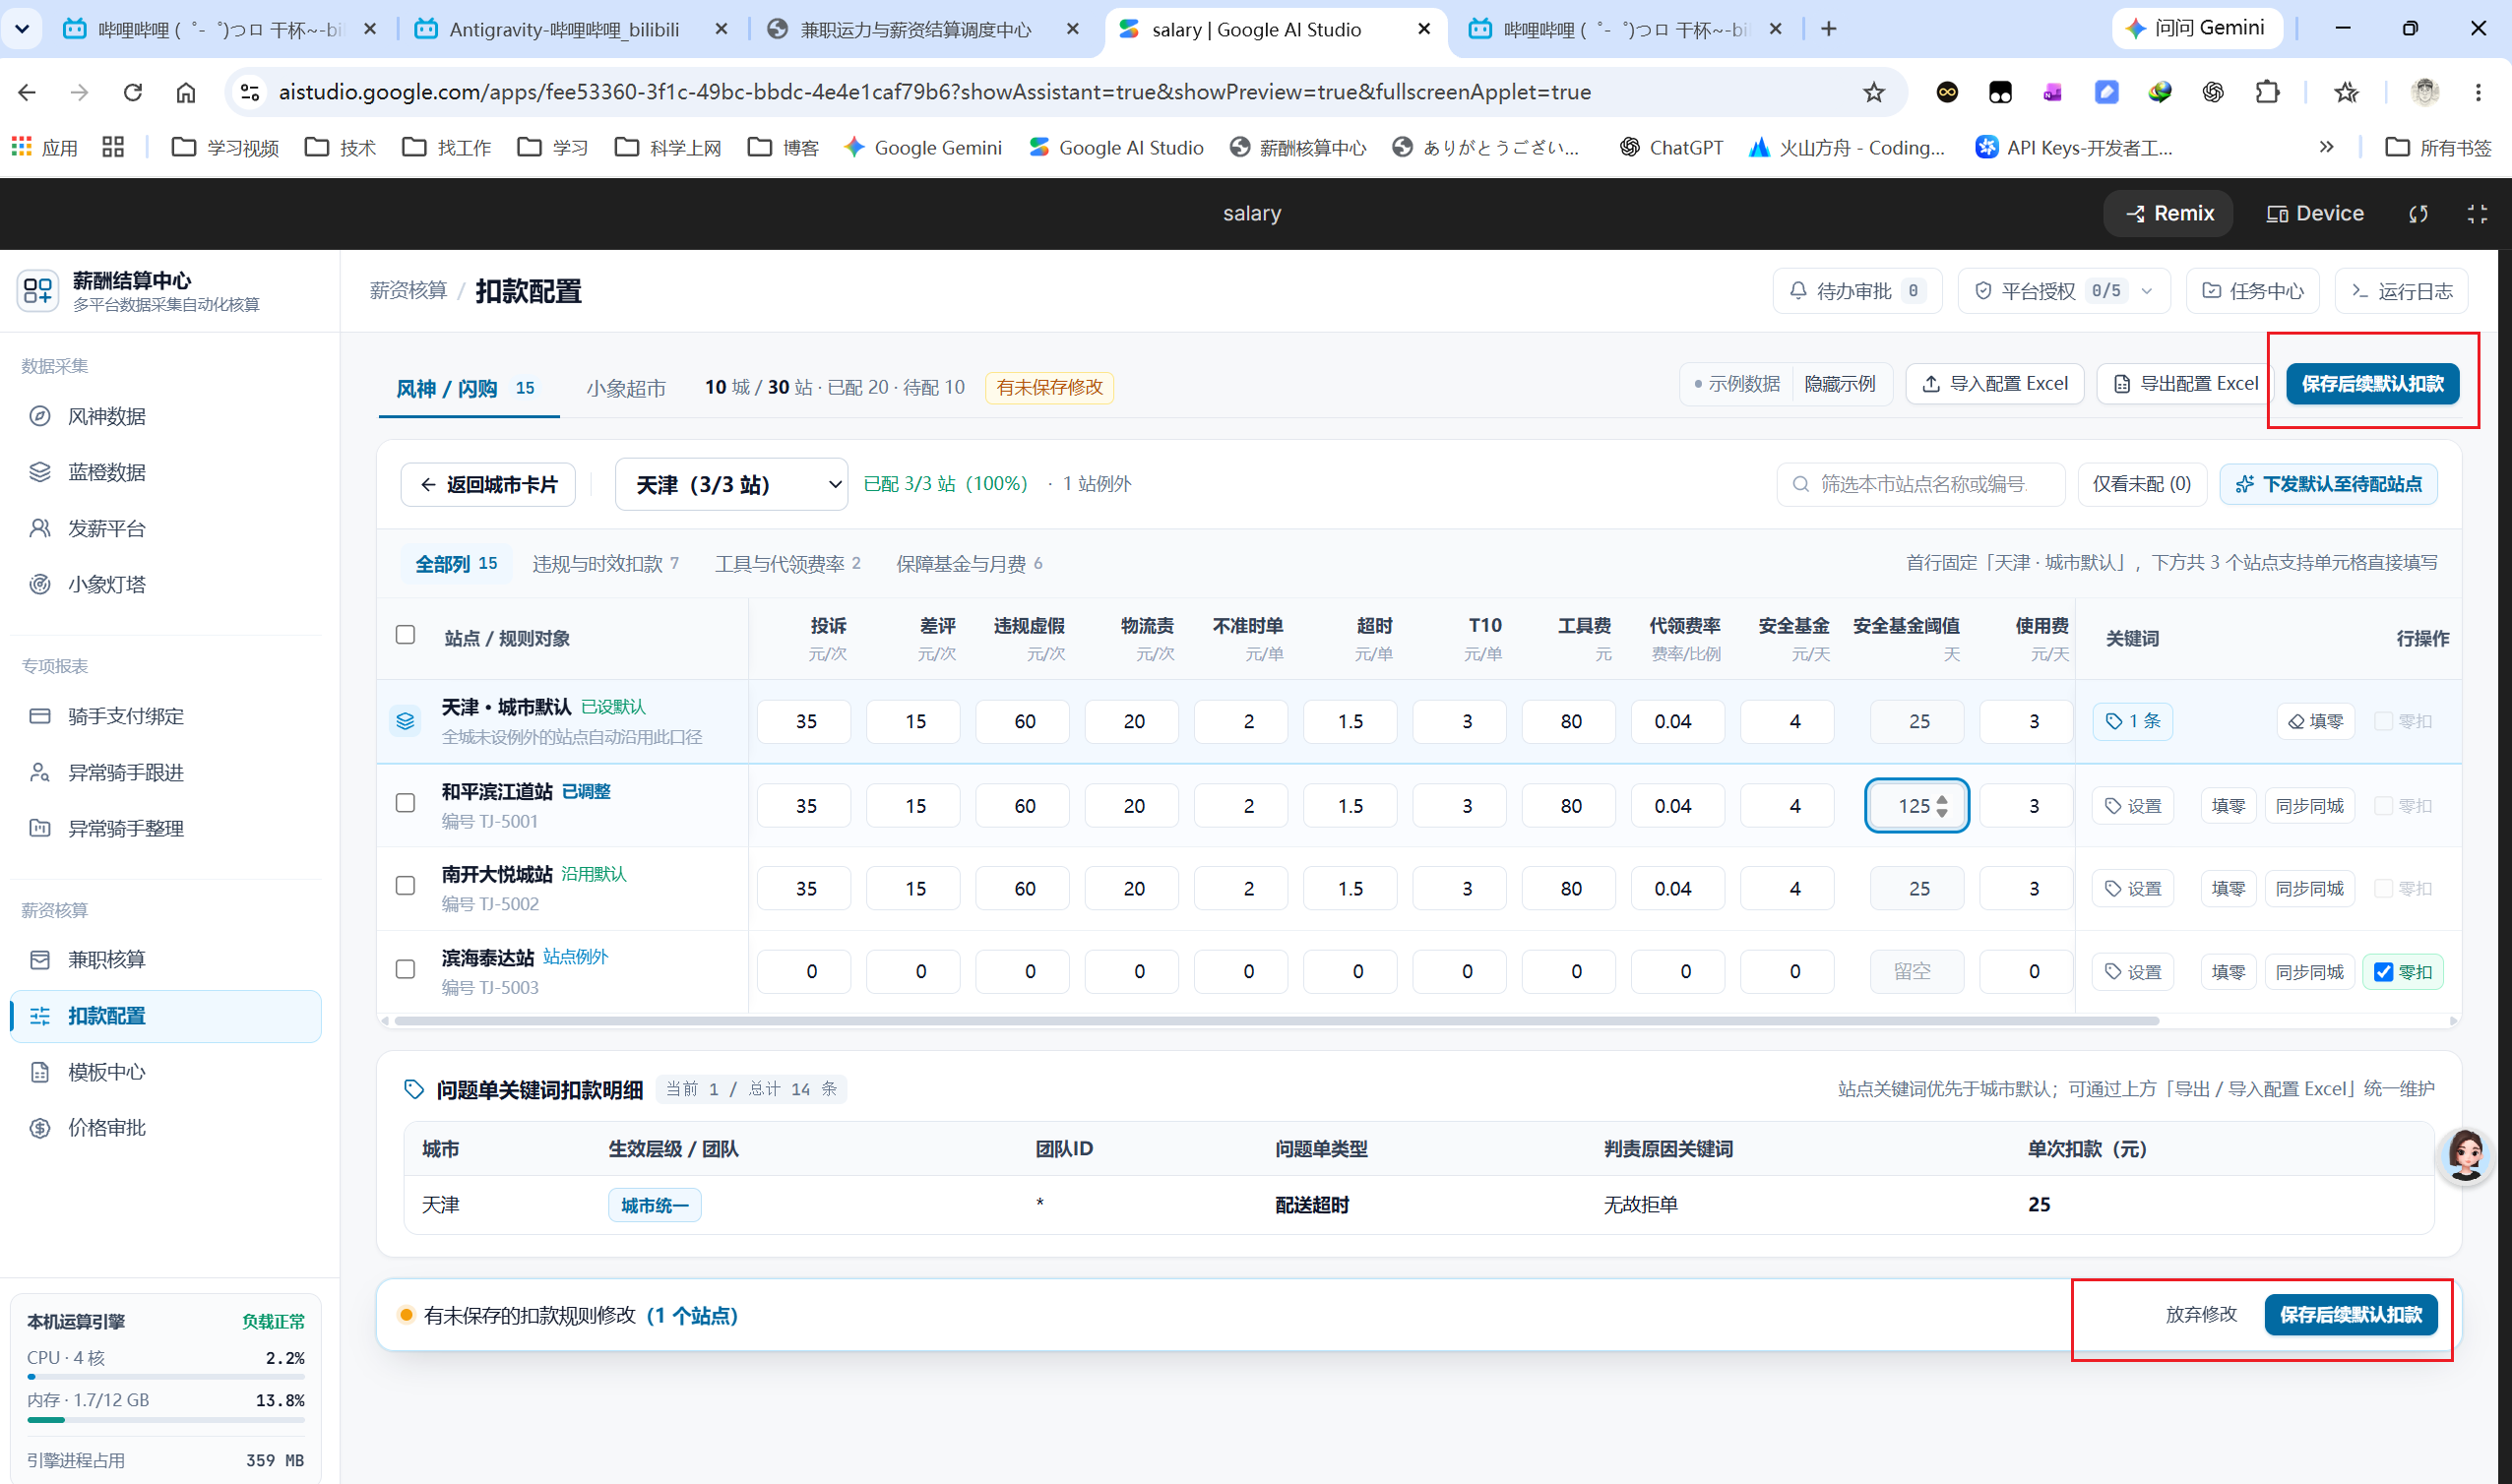 哔哩哔哩 (゜-゜)つロ 干杯~-bi
Antigravity-哔哩哔哩_bilibili
兼职运力与薪资结算调度中心
salary | Google AI Studio
哔哩哔哩 (゜-゜)つロ 干杯~-bi
问问 Gemini
aistudio.google.com/apps/fee53360-3f1c-49bc-bbdc-4e4e1caf79b6?showAssistant=true&showPreview=true&fullscreenApplet=true
应用 学习视频 技术 找工作 学习 科学上网 博客 Google Gemini Google AI Studio 薪酬核算中心 ありがとうござい... ChatGPT 火山方舟 - Coding... API Keys-开发者工... 所有书签
salary
Remix Device
薪酬结算中心
多平台数据采集自动化核算
数据采集
风神数据
蓝橙数据
发薪平台
小象灯塔
专项报表
骑手支付绑定
异常骑手跟进
异常骑手整理
薪资核算
兼职核算
扣款配置
模板中心
价格审批
本机运算引擎 负载正常
CPU · 4 核 2.2%
内存 · 1.7/12 GB 13.8%
引擎进程占用 359 MB
薪资核算 / 扣款配置
待办审批 0 平台授权 0/5 任务中心 运行日志
风神 / 闪购 15 小象超市 10 城 / 30 站 · 已配 20 · 待配 10 有未保存修改
示例数据 隐藏示例 导入配置 Excel 导出配置 Excel 保存后续默认扣款
返回城市卡片 天津（3/3 站） 已配 3/3 站（100%） · 1 站例外
筛选本市站点名称或编号. 仅看未配 (0) 下发默认至待配站点
全部列 15 违规与时效扣款 7 工具与代领费率 2 保障基金与月费 6
首行固定「天津 · 城市默认」，下方共 3 个站点支持单元格直接填写
站点 / 规则对象 投诉 差评 违规虚假 物流责 不准时单 超时 T10 工具费 代领费率 安全基金 安全基金阈值 使用费 关键词 行操作
元/次 元/次 元/次 元/次 元/单 元/单 元/单 元 费率/比例 元/天 天 元/天
天津 • 城市默认 已设默认
全城未设例外的站点自动沿用此口径
35 15 60 20 2 1.5 3 80 0.04 4 25 3 1 条 填零 零扣
和平滨江道站 已调整
编号 TJ-5001
35 15 60 20 2 1.5 3 80 0.04 4 125 3 设置 填零 同步同城 零扣
南开大悦城站 沿用默认
编号 TJ-5002
35 15 60 20 2 1.5 3 80 0.04 4 25 3 设置 填零 同步同城 零扣
滨海泰达站 站点例外
编号 TJ-5003
0 0 0 0 0 0 0 0 0 0 留空 0 设置 填零 同步同城 零扣
问题单关键词扣款明细 当前 1 / 总计 14 条
站点关键词优先于城市默认；可通过上方「导出 / 导入配置 Excel」统一维护
城市 生效层级 / 团队 团队ID 问题单类型 判责原因关键词 单次扣款（元）
天津 城市统一 * 配送超时 无故拒单 25
有未保存的扣款规则修改（1 个站点）
放弃修改 保存后续默认扣款